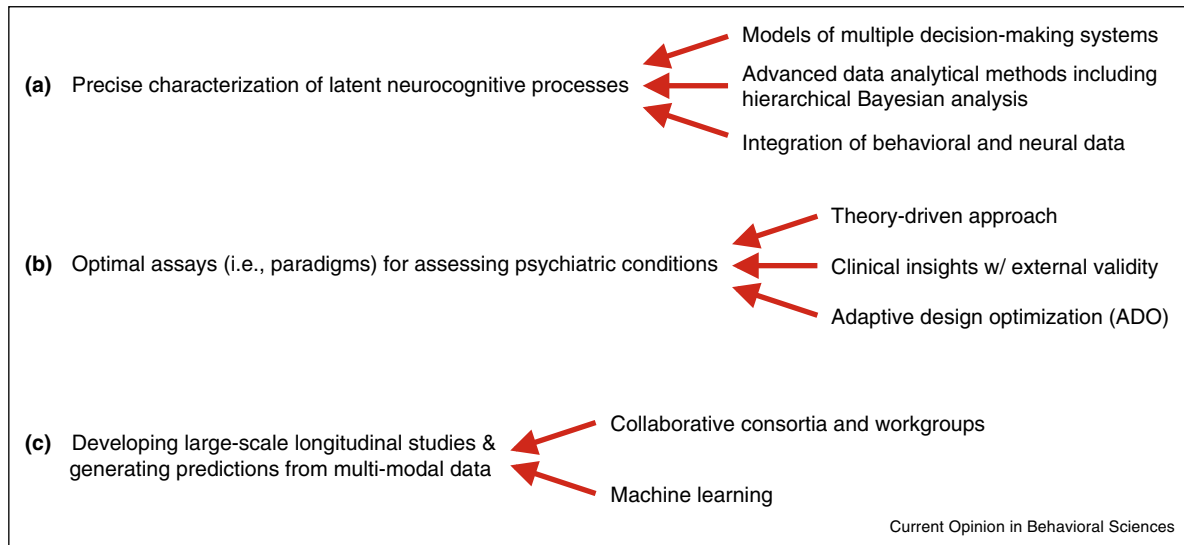 Models of multiple decision-making systems
(a) Precise characterization of latent neurocognitive processes
Advanced data analytical methods including
hierarchical Bayesian analysis
Integration of behavioral and neural data
Theory-driven approach
(b) Optimal assays (i.e., paradigms) for assessing psychiatric conditions
Clinical insights w/ external validity
Adaptive design optimization (ADO)
Collaborative consortia and workgroups
(c) Developing large-scale longitudinal studies &
generating predictions from multi-modal data
Machine learning
Current Opinion in Behavioral Sciences